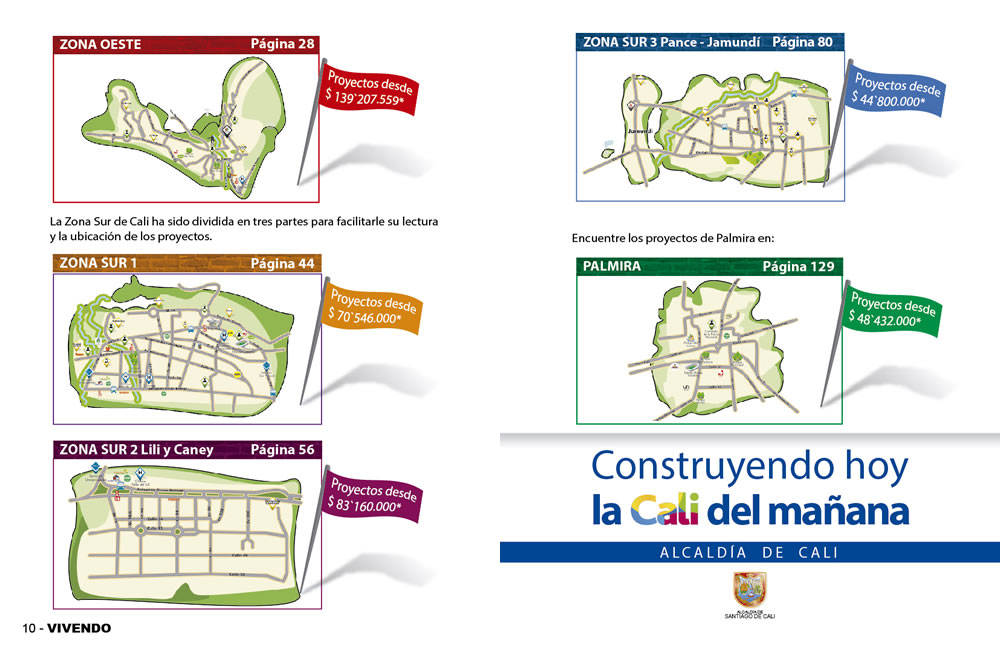 ZONA OESTE Página 28
Proyectos desde
$ 139`207.559*
La Zona Sur de Cali ha sido dividida en tres partes para facilitarle su lectura
y la ubicación de los proyectos.
ZONA SUR 1 Página 44
Proyectos desde
$ 70`546.000*
ZONA SUR 2 Lili y Caney Página 56
Proyectos desde
$ 83`160.000*
10 - VIVENDO
ZONA SUR 3 Pance - Jamundí Página 80
Jamundí
Proyectos desde
$ 44`800.000*
Encuentre los proyectos de Palmira en:
PALMIRA Página 129
Proyectos desde
$ 48`432.000*
Construyendo hoy
la Cali del mañana
ALCALDÍA DE CALI
ALCALDÍA DE
SANTIAGO DE CALI